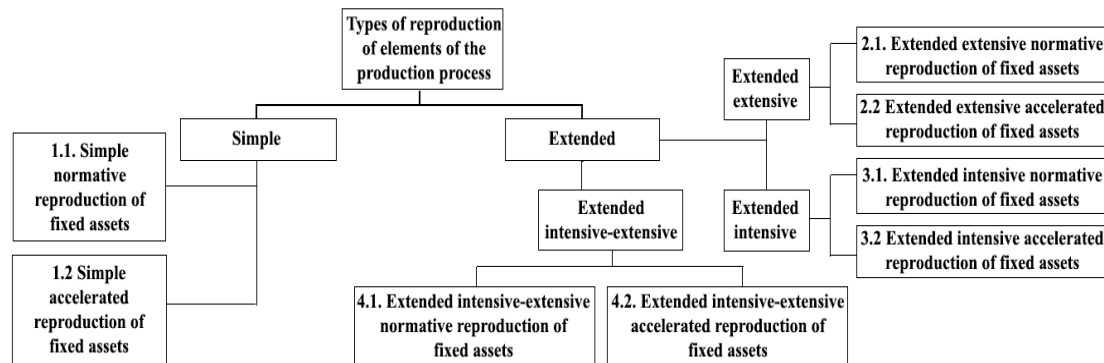 Types of reproduction
of elements of the
production process
Simple
1.1. Simple
normative
reproduction of
fixed assets
1.2 Simple
accelerated
reproduction of
fixed assets
Extended
Extended
extensive
2.1. Extended extensive normative
reproduction of fixed assets
2.2 Extended extensive accelerated
reproduction of fixed assets
Extended
intensive
3.1. Extended intensive normative
reproduction of fixed assets
3.2 Extended intensive accelerated
reproduction of fixed assets
Extended
intensive-extensive
4.1. Extended intensive-extensive
normative reproduction of
fixed assets
4.2. Extended intensive-extensive
accelerated reproduction of
fixed assets